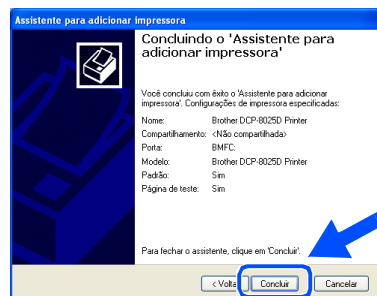 Assistente para adicionar impressora
Concluindo o 'Assistente para
adicionar impressora'
Você concluiu com êxito o 'Assistente para adicionar
impressora'. Configurações de impressora especificadas:
Nome: Brother DCP-8025D Printer
Compartilhamento: <Não compartilhada>
Porta: BMFC:
Modelo: Brother DCP-8025D Printer
Padrão: Sim
Página de teste: Sim
Para fechar o assistente, clique em 'Concluir'.
< Volta Concluir Cancelar